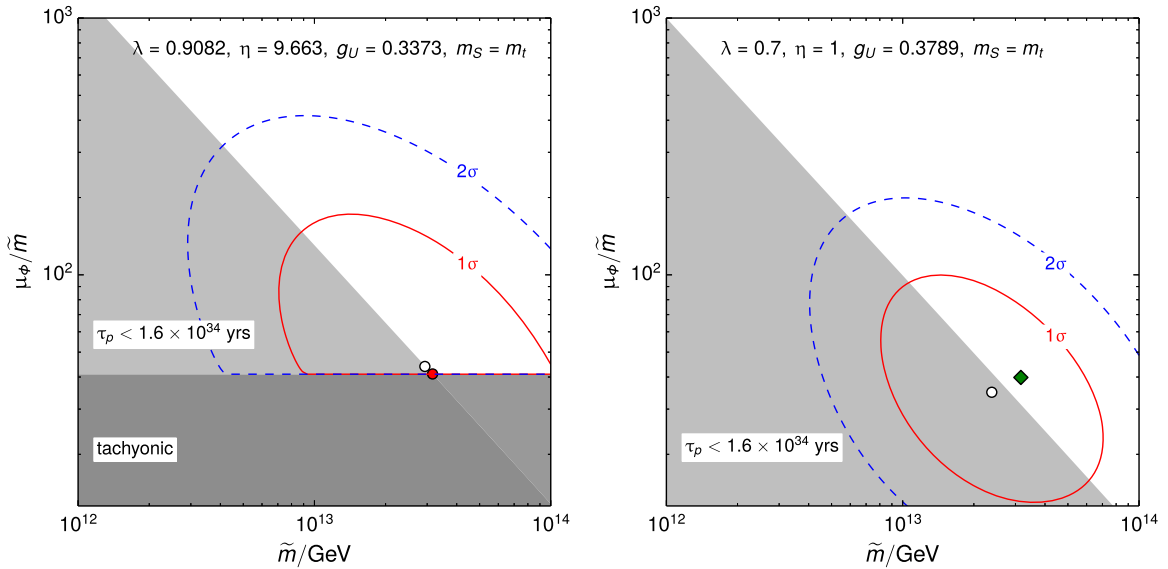 λ = 0.9082, η = 9.663, g_U = 0.3373, m_S = m_t
10³
10²
μ_Φ/m̃
2σ
1σ
τ_p < 1.6 × 10³⁴ yrs
tachyonic
10¹²
10¹³
10¹⁴
m̃/GeV
λ = 0.7, η = 1, g_U = 0.3789, m_S = m_t
10³
10²
μ_Φ/m̃
2σ
1σ
τ_p < 1.6 × 10³⁴ yrs
10¹²
10¹³
10¹⁴
m̃/GeV